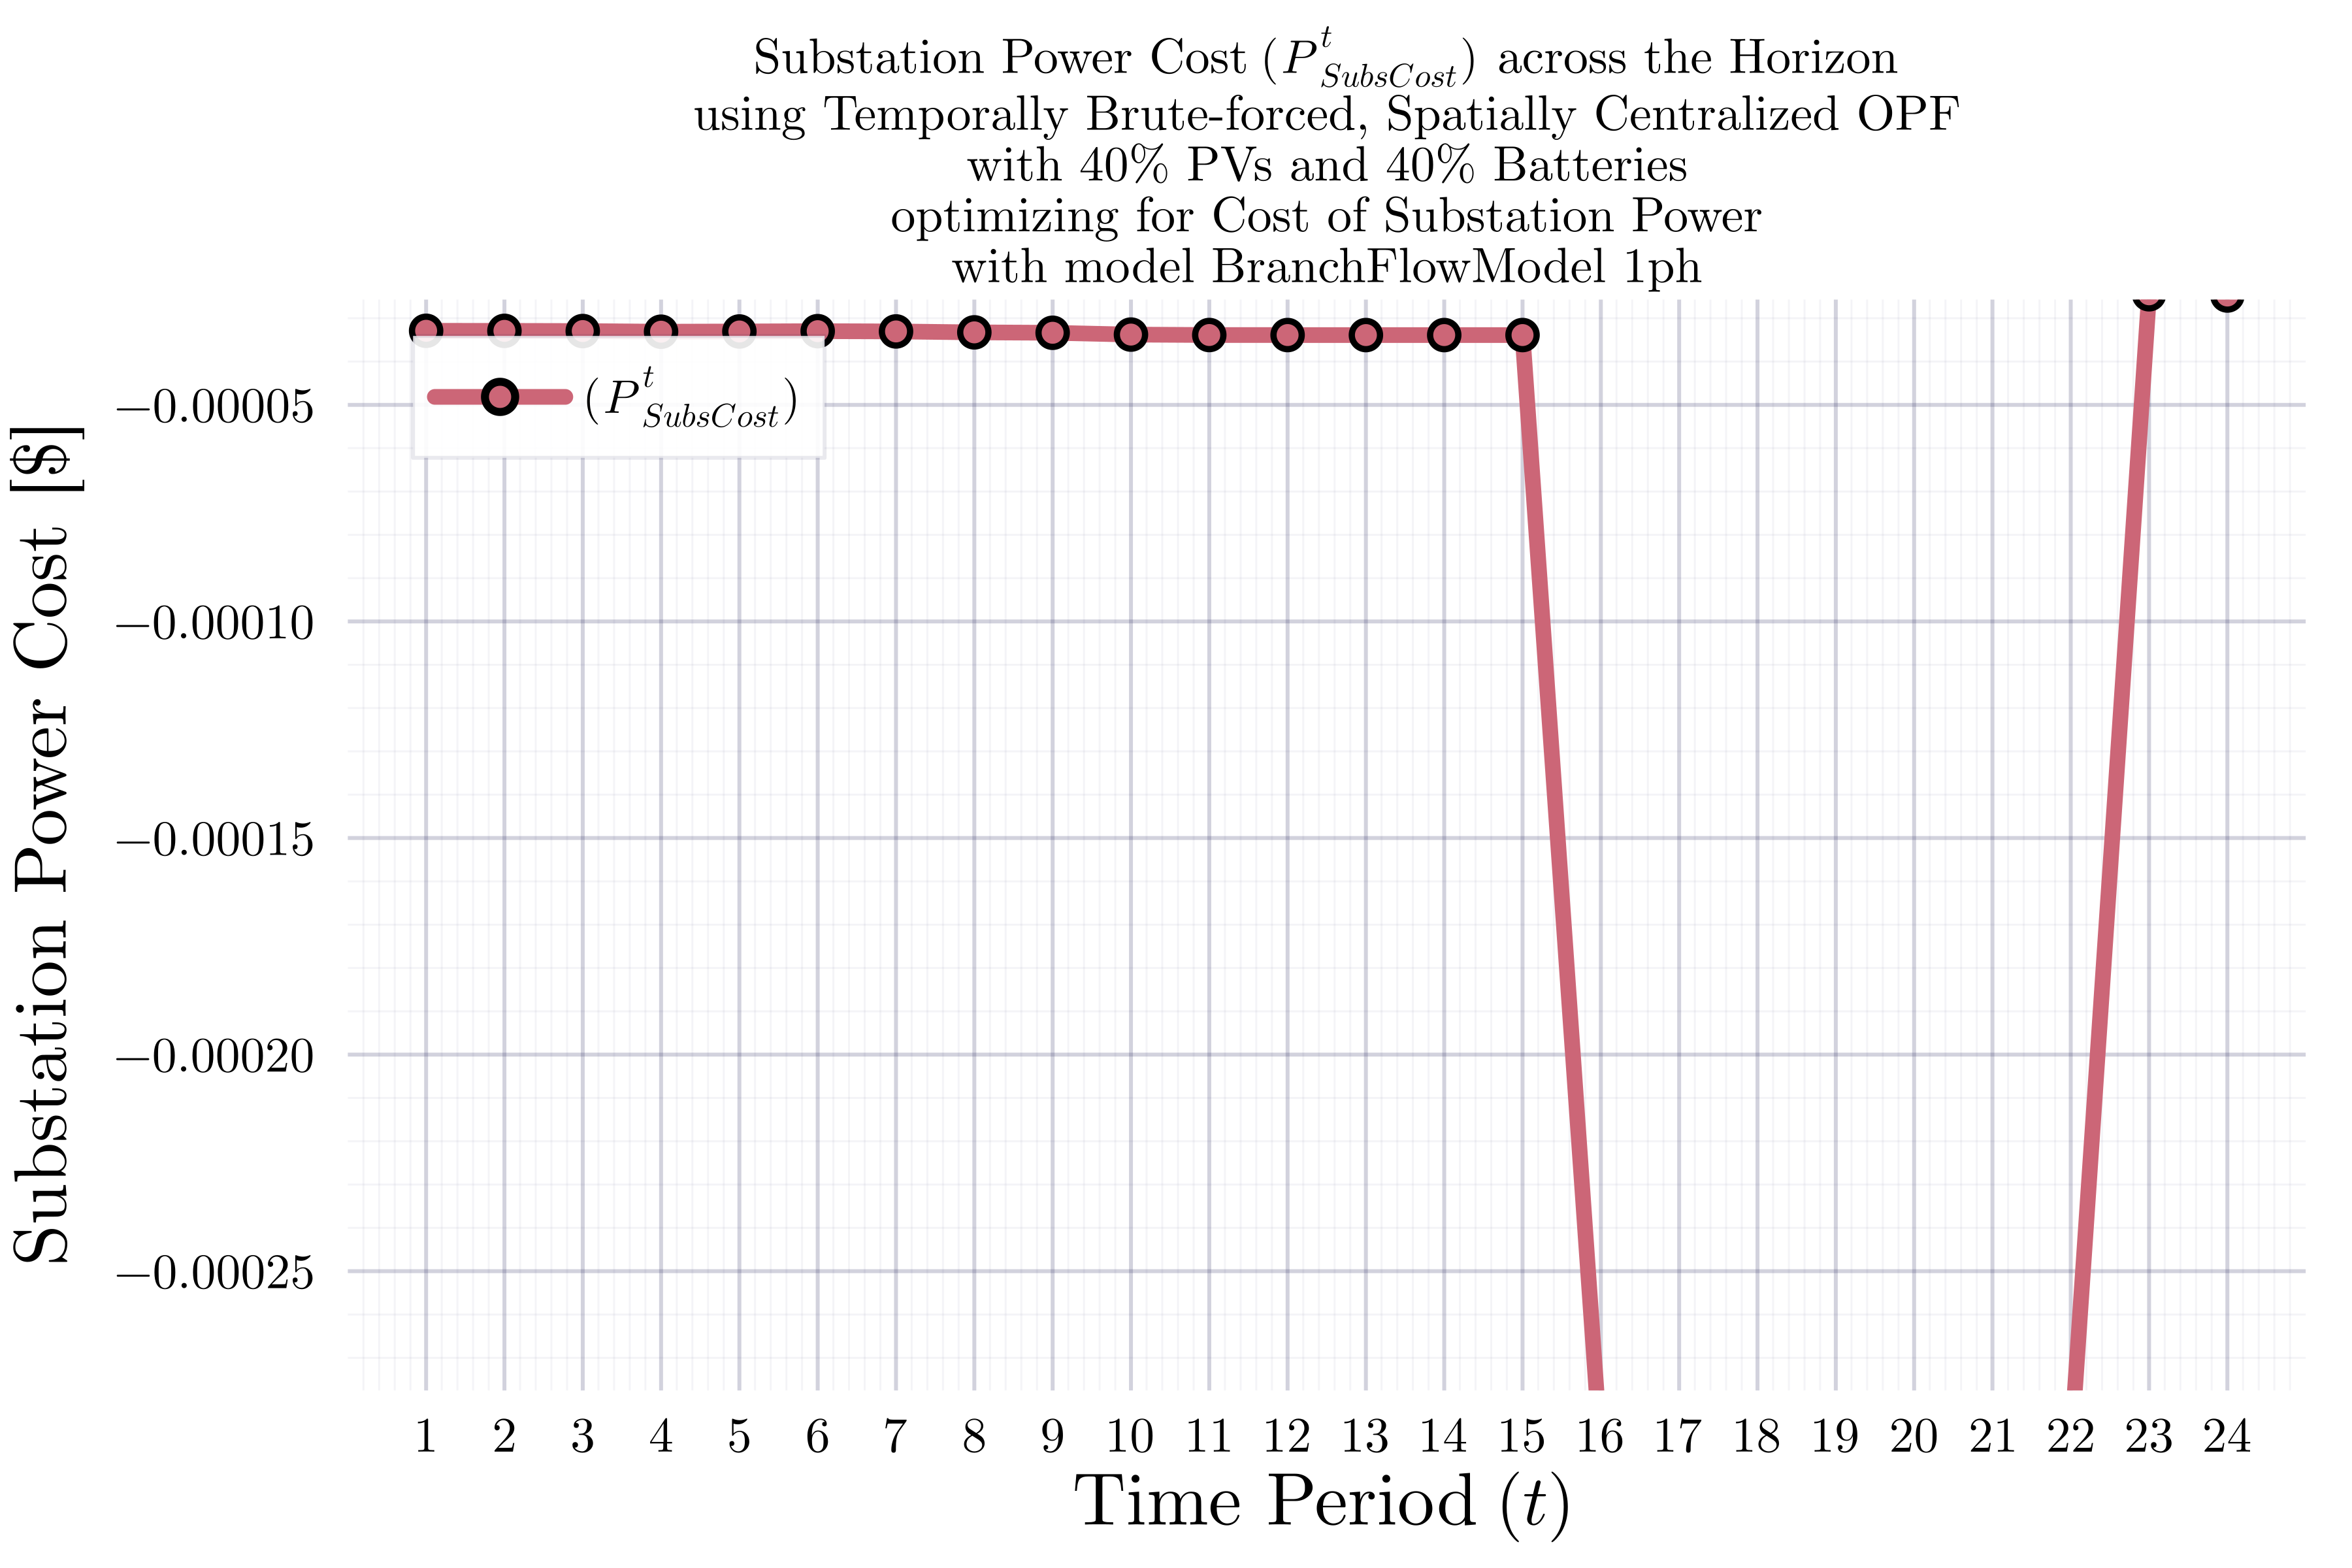 Substation Power Cost (P^t_SubsCost) across the Horizon
using Temporally Brute-forced, Spatially Centralized OPF
with 40% PVs and 40% Batteries
optimizing for Cost of Substation Power
with model BranchFlowModel 1ph
(P^t_SubsCost)
Substation Power Cost [$]
−0.00005
−0.00010
−0.00015
−0.00020
−0.00025
1 2 3 4 5 6 7 8 9 10 11 12 13 14 15 16 17 18 19 20 21 22 23 24
Time Period (t)